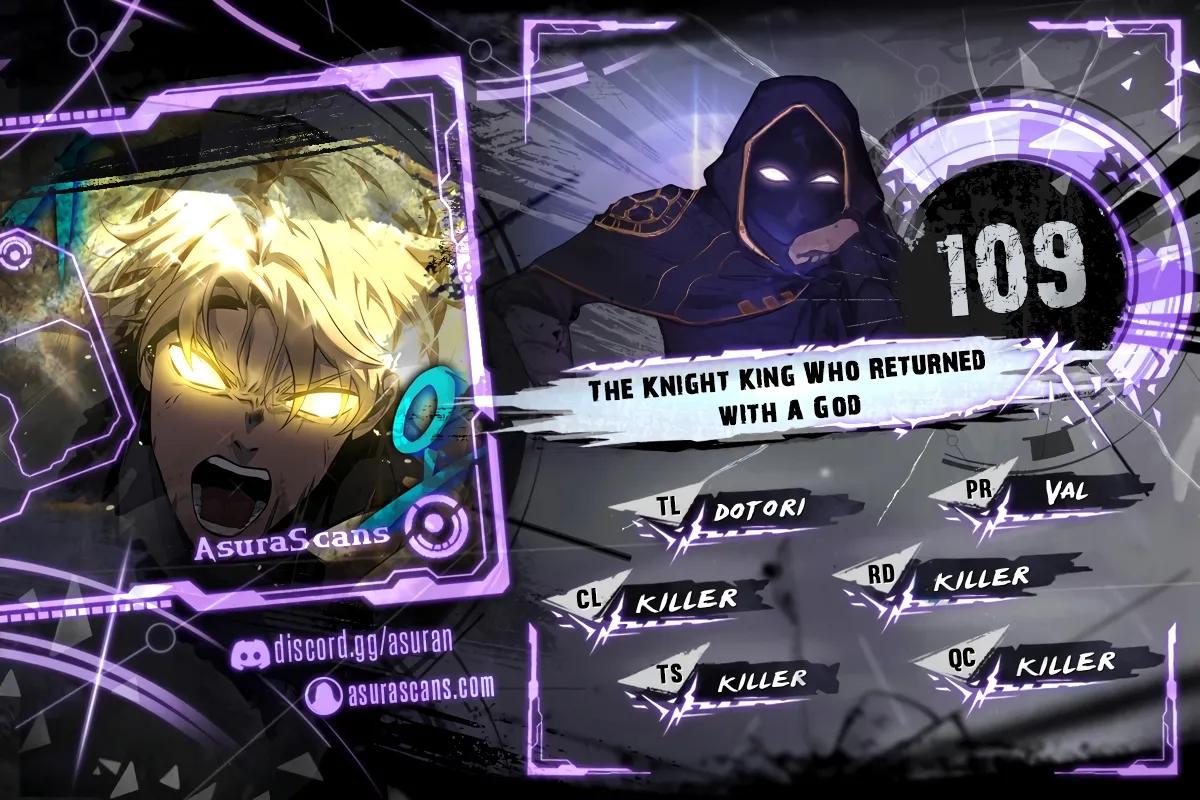 109
THE KNIGHT KING WHO RETURNED
WITH A GOD
TL DOTORI
PR VAL
CL KILLER
RD KILLER
TS KILLER
QC KILLER
AsuraScans
discord.gg/asuran
asurascans.com